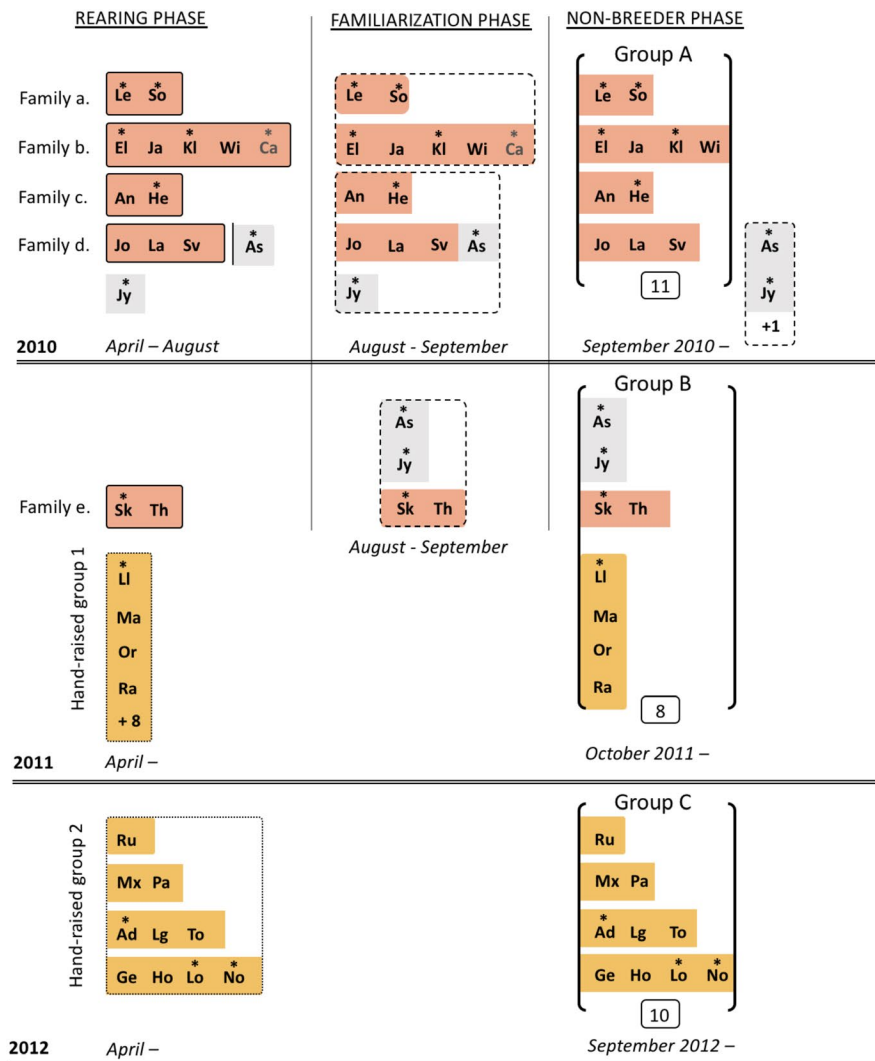 REARING PHASE FAMILIARIZATION PHASE NON-BREEDER PHASE
Group A
* * * * * *
Family a. Le So Le So Le So
* * * * * * * *
Family b. El Ja Kl Wi Ca El Ja Kl Wi Ca El Ja Kl Wi
* * *
Family c. An He An He An He
* * *
Family d. Jo La Sv As Jo La Sv As Jo La Sv As
* * *
Jy Jy 11 Jy
+1
2010 April – August August - September September 2010 –
Group B
* *
As As
* *
Jy Jy
* * *
Family e. Sk Th Sk Th Sk Th
August - September
Hand-raised group 1
* *
Ll Ll
Ma Ma
Or Or
Ra Ra
+ 8 8
2011 April – October 2011 –
Group C
Hand-raised group 2
Ru Ru
Mx Pa Mx Pa
* *
Ad Lg To Ad Lg To
* * * *
Ge Ho Lo No Ge Ho Lo No
10
2012 April – September 2012 –